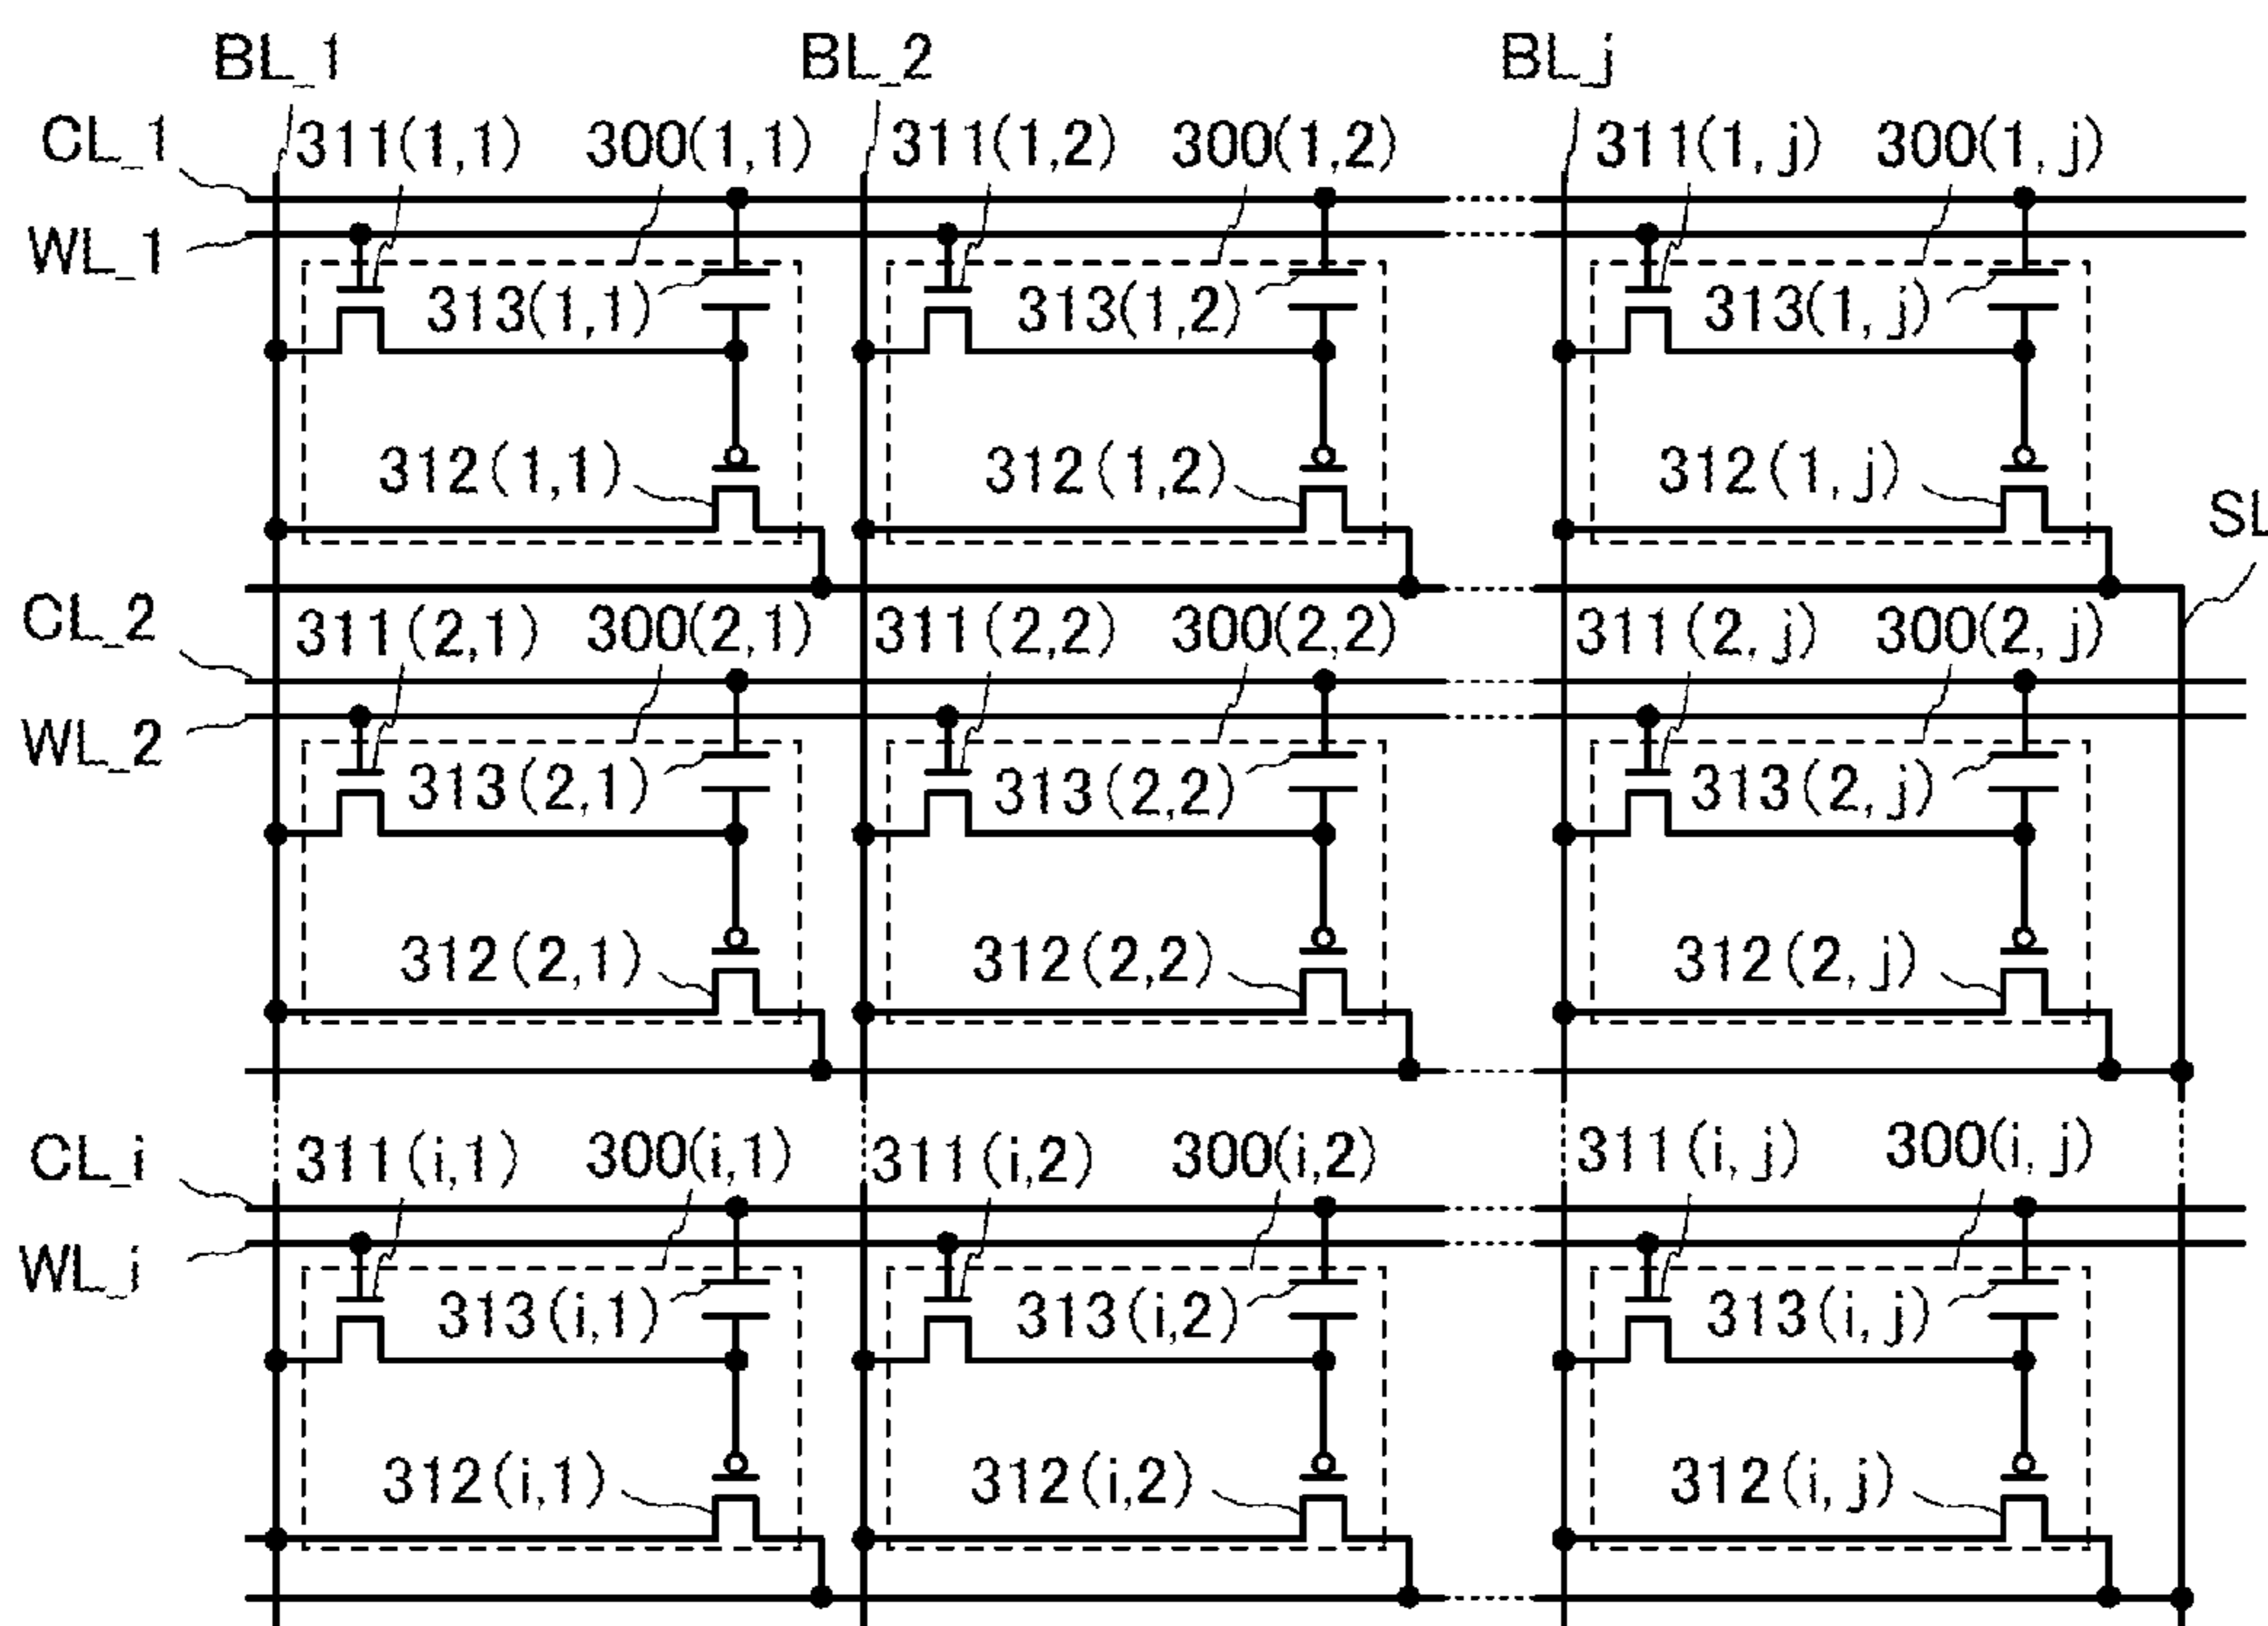 BL_1 BL_2 BL_j
CL_1 311(1,1) 300(1,1) 311(1,2) 300(1,2) 311(1,j) 300(1,j)
WL_1
313(1,1) 313(1,2) 313(1,j)
312(1,1) 312(1,2) 312(1,j)
SL
CL_2 311(2,1) 300(2,1) 311(2,2) 300(2,2) 311(2,j) 300(2,j)
WL_2
313(2,1) 313(2,2) 313(2,j)
312(2,1) 312(2,2) 312(2,j)
CL_i 311(i,1) 300(i,1) 311(i,2) 300(i,2) 311(i,j) 300(i,j)
WL_j
313(i,1) 313(i,2) 313(i,j)
312(i,1) 312(i,2) 312(i,j)